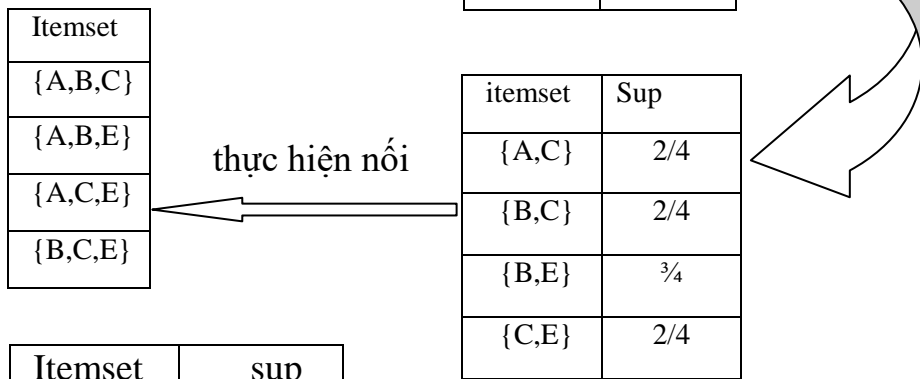 Itemset
{A,B,C}
{A,B,E}
{A,C,E}
{B,C,E}
thực hiện nối
itemset Sup
{A,C} 2/4
{B,C} 2/4
{B,E} ¾
{C,E} 2/4
Itemset sup